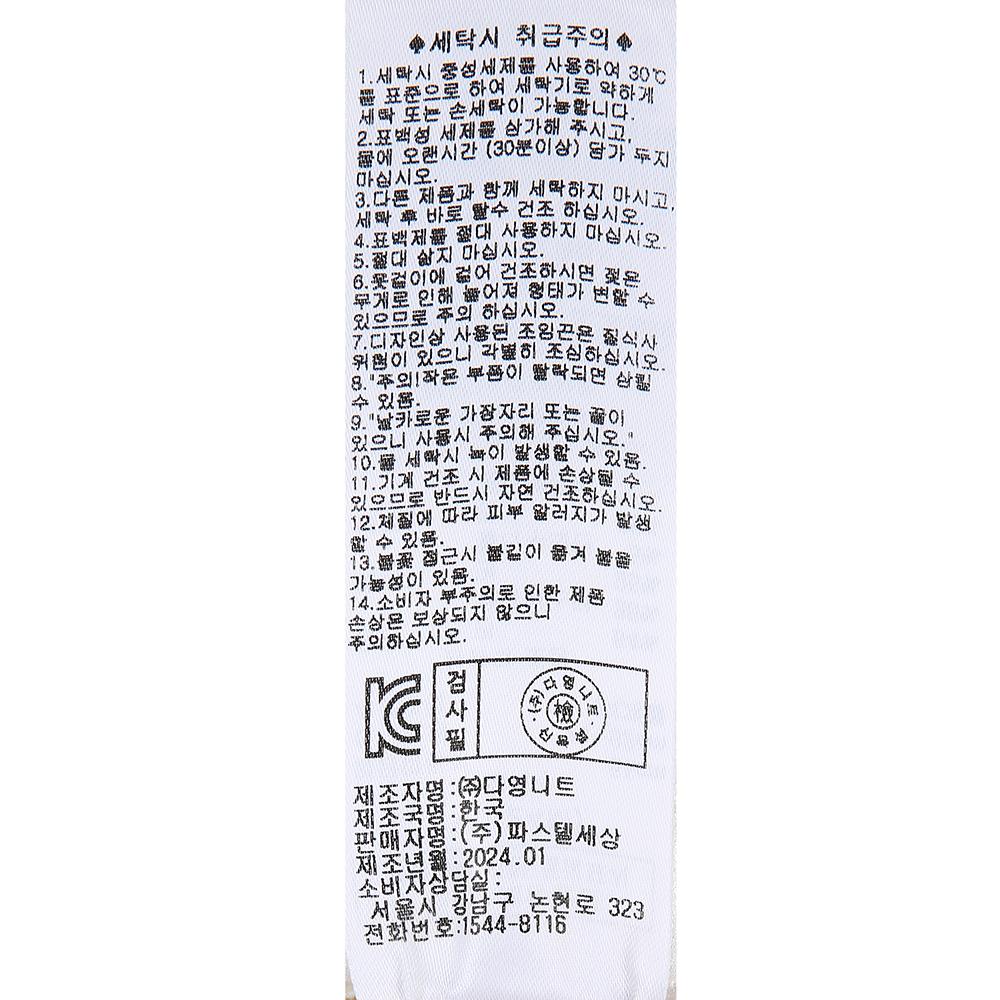 ♠세탁시 취급주의♠
1.세탁시 중성세제를 사용하여 30℃
를 표준으로 하여 세탁기로 약하게
세탁 또는 손세탁이 가능합니다.
2.표백성 세제를 삼가해 주시고,
물에 오랜시간 (30분이상) 담가 두지
마십시오.
3.다른 제품과 함께 세탁하지 마시고,
세탁 후 바로 탈수 건조 하십시오.
4.표백제를 절대 사용하지 마십시오.
5.절대 삶지 마십시오.
6.옷걸이에 걸어 건조하시면 젖은
무게로 인해 늘어져 형태가 변할 수
있으므로 주의 하십시오.
7.디자인상 사용된 조임끈은 질식사
위험이 있으니 각별히 조심하십시오.
8."주의!작은 부품이 탈락되면 삼킬
수 있음.
9."날카로운 가장자리 또는 끝이
있으니 사용시 주의해 주십시오."
10.물 세탁시 녹이 발생할 수 있음.
11.기계 건조 시 제품에 손상될 수
있으므로 반드시 자연 건조하십시오.
12.체질에 따라 피부 알러지가 발생
할 수 있음.
13.불꽃 접근시 불길이 옮겨 붙을
가능성이 있음.
14.소비자 부주의로 인한 제품
손상은 보상되지 않으니
주의하십시오.
KC
검사필
(주)다영니트
檢
제조자명:㈜다영니트
제조국명:한국
판매자명:(주)파스텔세상
제조년월:2024.01
소비자상담실:
서울시 강남구 논현로 323
전화번호:1544-8116